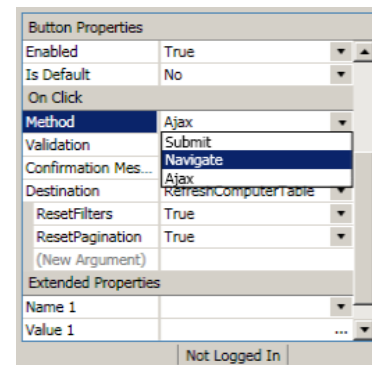 Button Properties
Enabled True
Is Default No
On Click
Method Ajax
Validation Submit
Navigate
Confirmation Mes... Ajax
Destination RefreshComputerTable
ResetFilters True
ResetPagination True
(New Argument)
Extended Properties
Name 1
Value 1 ...
Not Logged In